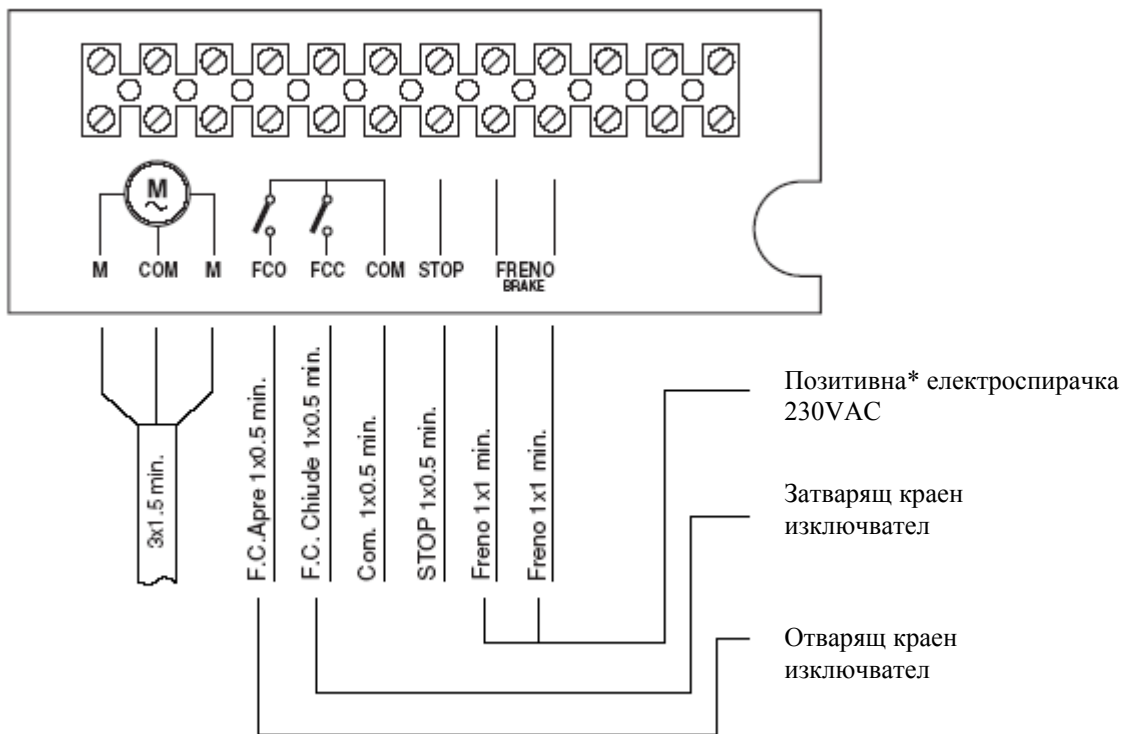 M
~
M COM M FCO FCC COM STOP FRENO
BRAKE
3x1.5 min.
F.C.Apre 1x0.5 min.
F.C. Chiude 1x0.5 min.
Com. 1x0.5 min.
STOP 1x0.5 min.
Freno 1x1 min.
Freno 1x1 min.
Позитивна* електроспирачка
230VAC
Затварящ краен
изключвател
Отварящ краен
изключвател